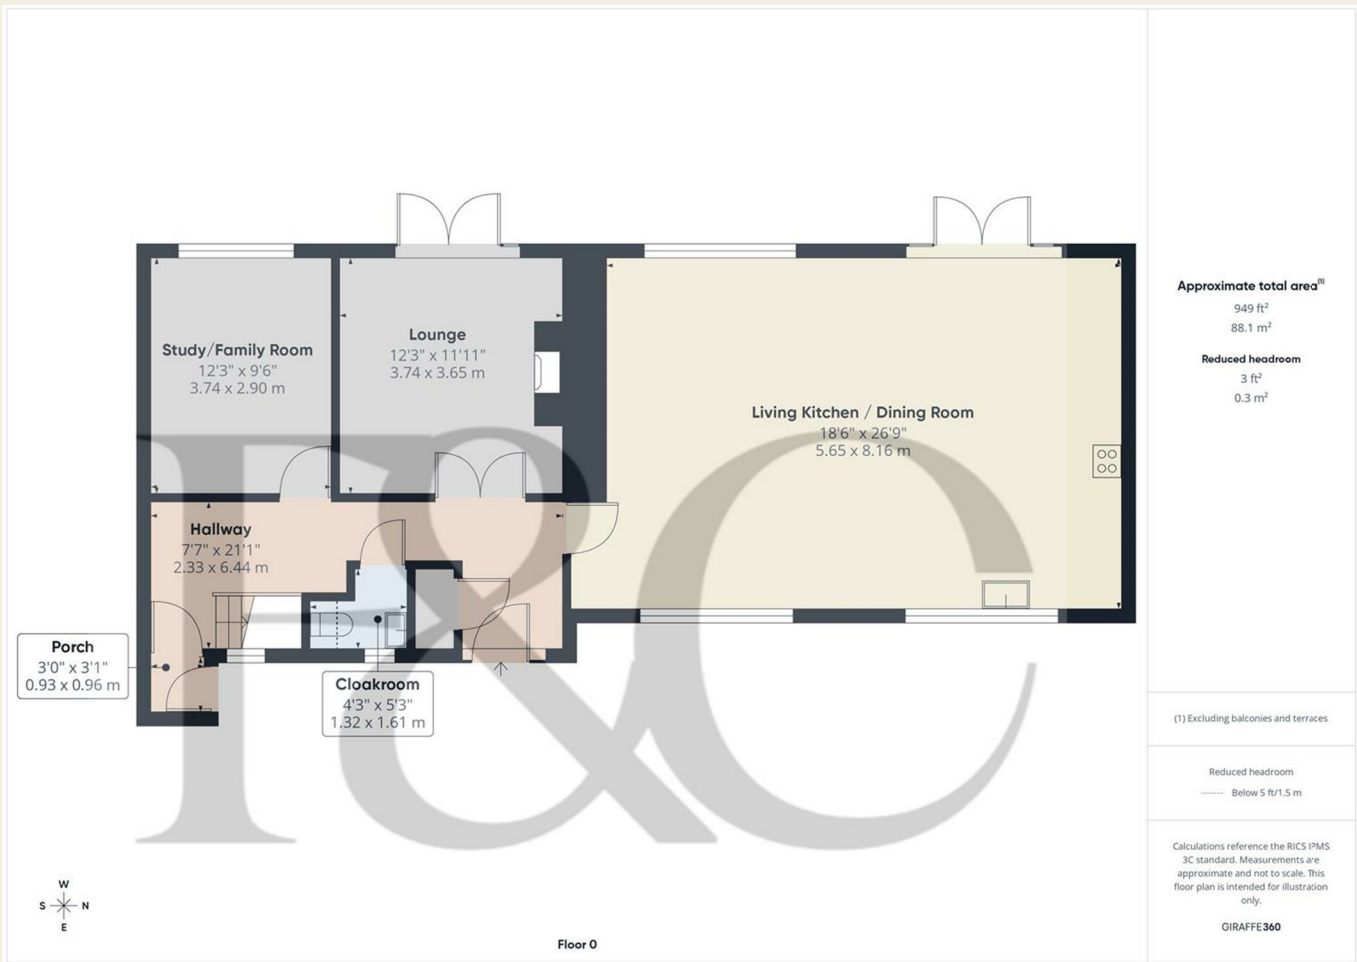 Study/Family Room
12'3" x 9'6"
3.74 x 2.90 m
Lounge
12'3" x 11'11"
3.74 x 3.65 m
Living Kitchen / Dining Room
18'6" x 26'9"
5.65 x 8.16 m
Hallway
7'7" x 21'1"
2.33 x 6.44 m
Porch
3'0" x 3'1"
0.93 x 0.96 m
Cloakroom
4'3" x 5'3"
1.32 x 1.61 m
F&C
W
S N
E
Floor 0
Approximate total area(1)
949 ft²
88.1 m²
Reduced headroom
3 ft²
0.3 m²
(1) Excluding balconies and terraces
Reduced headroom
Below 5 ft/1.5 m
Calculations reference the RICS IPMS
3C standard. Measurements are
approximate and not to scale. This
floor plan is intended for illustration
only.
GIRAFFE360